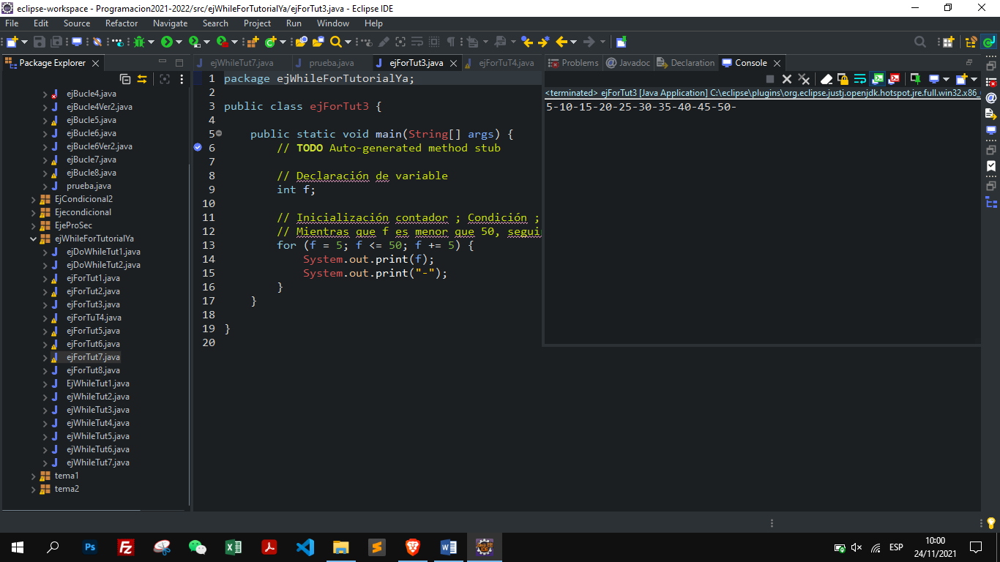 eclipse-workspace - Programacion2021-2022/src/ejWhileForTutorialYa/ejForTut3.java - Eclipse IDE
File Edit Source Refactor Navigate Search Project Run Window Help
Package Explorer
ejBucle4.java
ejBucle4Ver2.java
ejBucle5.java
ejBucle6.java
ejBucle6Ver2.java
ejBucle7.java
ejBucle8.java
prueba.java
EjCondicional2
Ejecondicional
EjeProSec
ejWhileForTutorialYa
ejDoWhileTut1.java
ejDoWhileTut2.java
ejForTut1.java
ejForTut2.java
ejForTut3.java
ejForTuT4.java
ejForTut5.java
ejForTut6.java
ejForTut7.java
ejForTut8.java
EjWhileTut1.java
ejWhileTut2.java
ejWhileTut3.java
ejWhileTut4.java
ejWhileTut5.java
ejWhileTut6.java
ejWhileTut7.java
tema1
tema2
ejWhileTut7.java prueba.java ejForTut3.java ejForTuT4.java
1 package ejWhileForTutorialYa;
2
3 public class ejForTut3 {
4
5 public static void main(String[] args) {
6 // TODO Auto-generated method stub
7
8 // Declaración de variable
9 int f;
10
11 // Inicialización contador ; Condición ;
12 // Mientras que f es menor que 50, segui
13 for (f = 5; f <= 50; f += 5) {
14 System.out.print(f);
15 System.out.print("-");
16 }
17 }
18
19 }
20
Problems Javadoc Declaration Console
<terminated> ejForTut3 [Java Application] C:\eclipse\plugins\org.eclipse.justj.openjdk.hotspot.jre.full.win32.x86_
5-10-15-20-25-30-35-40-45-50-
Ps
Fz
ESP
10:00
24/11/2021